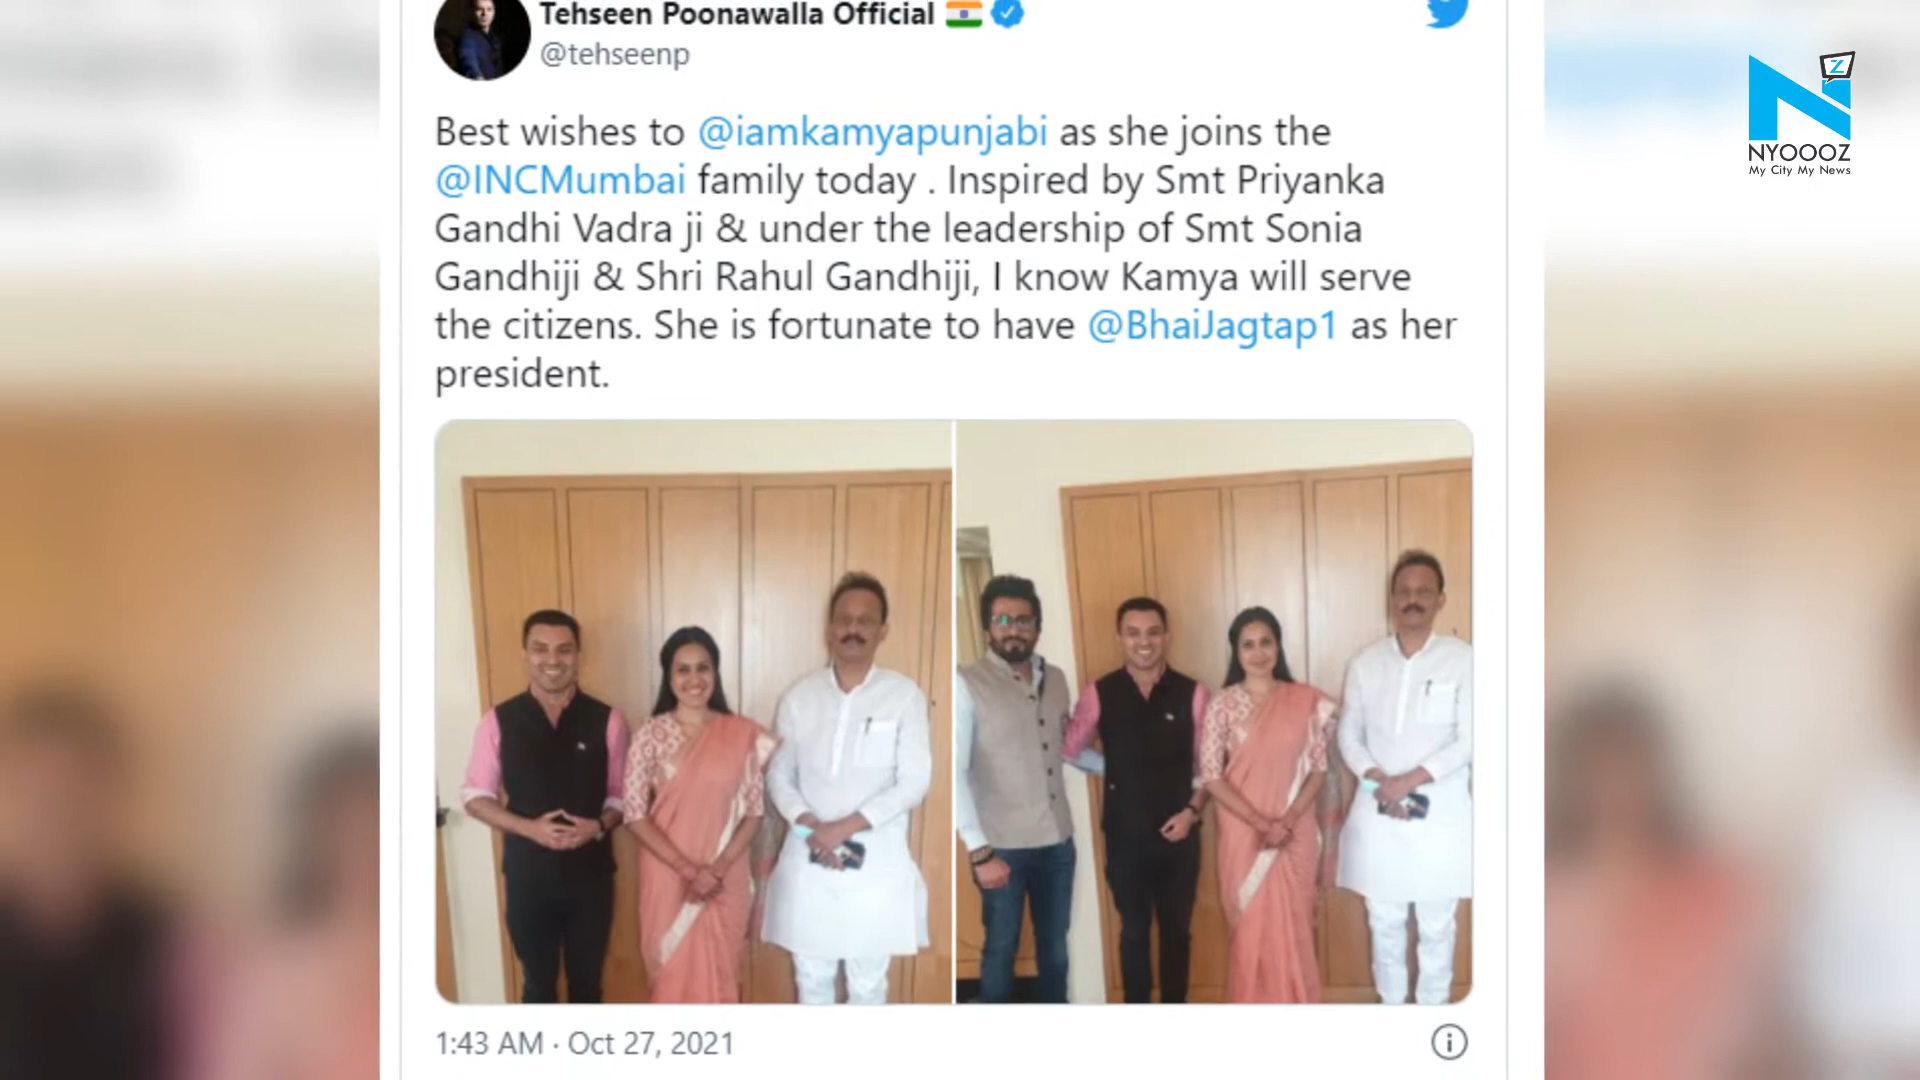 Tehseen Poonawalla Official
@tehseenp
Best wishes to @iamkamyapunjabi as she joins the
@INCMumbai family today . Inspired by Smt Priyanka
Gandhi Vadra ji & under the leadership of Smt Sonia
Gandhiji & Shri Rahul Gandhiji, I know Kamya will serve
the citizens. She is fortunate to have @BhaiJagtap1 as her
president.
1:43 AM · Oct 27, 2021
Z
NYOOOZ
My City My News